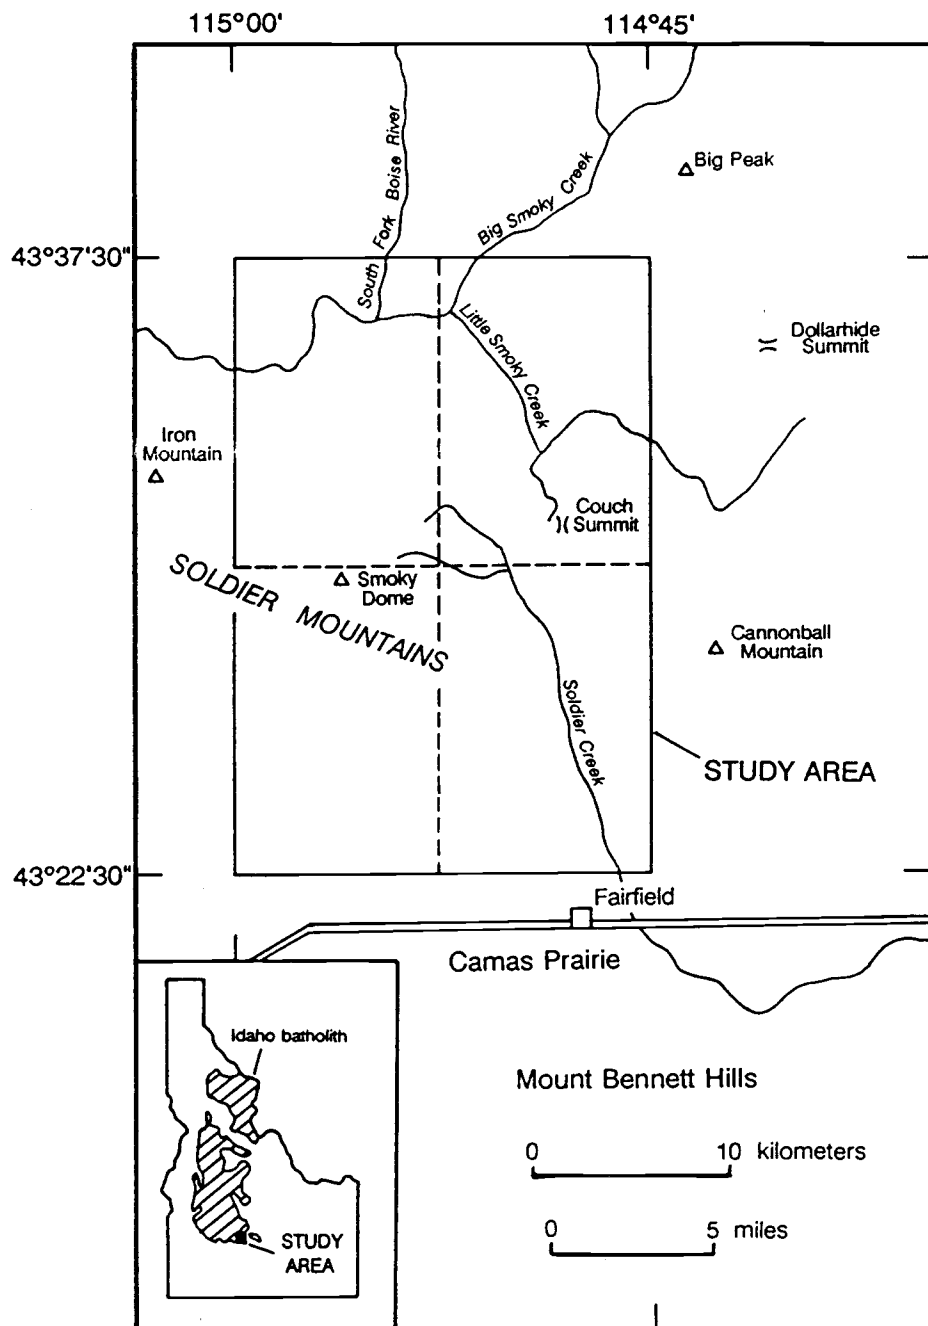 115°00'
114°45'
South Fork Boise River
Big Smoky Creek
Big Peak
43°37'30"
Little Smoky Creek
Dollarhide
Summit
Iron
Mountain
Couch
Summit
SOLDIER MOUNTAINS
Smoky
Dome
Cannonball
Mountain
Soldier Creek
STUDY AREA
43°22'30"
Fairfield
Camas Prairie
Idaho batholith
Mount Bennett Hills
0 10 kilometers
0 5 miles
STUDY
AREA